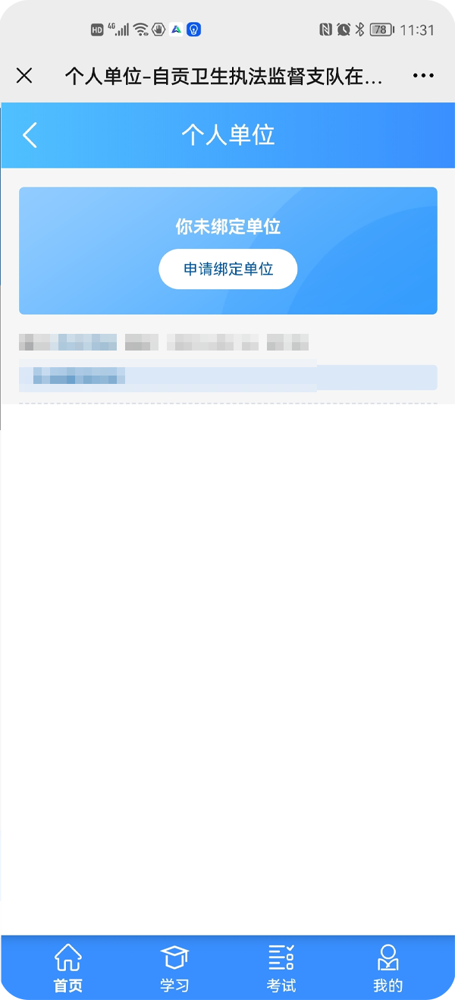 HD 4G 78 11:31
个人单位-自贡卫生执法监督支队在...
个人单位
你未绑定单位
申请绑定单位
首页 学习 考试 我的